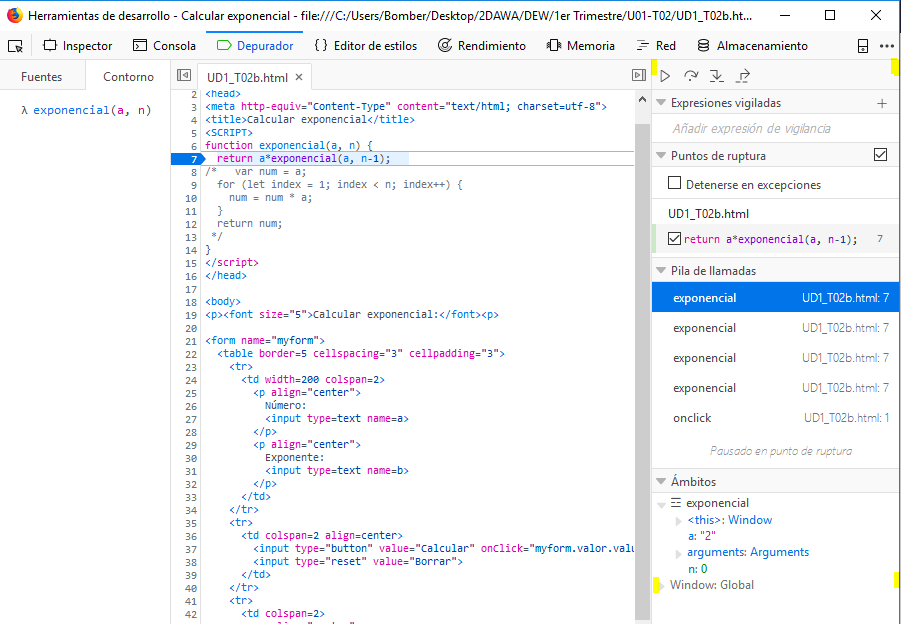 Herramientas de desarrollo - Calcular exponencial - file:///C:/Users/Bomber/Desktop/2DAWA/DEW/1er Trimestre/U01-T02/UD1_T02b.ht...
Inspector Consola Depurador Editor de estilos Rendimiento Memoria Red Almacenamiento
Fuentes Contorno UD1_T02b.html
λ exponencial(a, n)
2 <head>
3 <meta http-equiv="Content-Type" content="text/html; charset=utf-8">
4 <title>Calcular exponencial</title>
5 <SCRIPT>
6 function exponencial(a, n) {
7 return a*exponencial(a, n-1);
8 /* var num = a;
9 for (let index = 1; index < n; index++) {
10 num = num * a;
11 }
12 return num;
13 */
14 }
15 </script>
16 </head>
17
18 <body>
19 <p><font size="5">Calcular exponencial:</font><p>
20
21 <form name="myform">
22 <table border=5 cellspacing="3" cellpadding="3">
23 <tr>
24 <td width=200 colspan=2>
25 <p align="center">
26 Número:
27 <input type=text name=a>
28 </p>
29 <p align="center">
30 Exponente:
31 <input type=text name=b>
32 </p>
33 </td>
34 </tr>
35 <tr>
36 <td colspan=2 align=center>
37 <input type="button" value="Calcular" onClick="myform.valor.valu
38 <input type="reset" value="Borrar">
39 </td>
40 </tr>
41 <tr>
42 <td colspan=2>
Expresiones vigiladas
Añadir expresión de vigilancia
Puntos de ruptura
Detenerse en excepciones
UD1_T02b.html
return a*exponencial(a, n-1); 7
Pila de llamadas
exponencial UD1_T02b.html: 7
exponencial UD1_T02b.html: 7
exponencial UD1_T02b.html: 7
exponencial UD1_T02b.html: 7
onclick UD1_T02b.html: 1
Pausado en punto de ruptura
Ámbitos
exponencial
<this>: Window
a: "2"
arguments: Arguments
n: 0
Window: Global